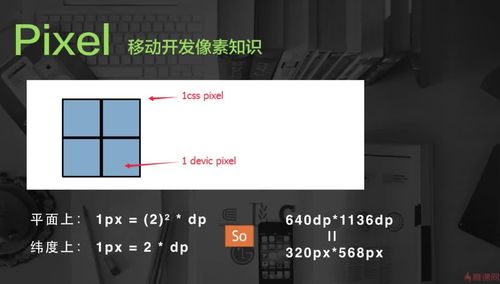 Pixel 移动开发像素知识
1css pixel
1 devic pixel
平面上： 1px = (2)² * dp
纬度上： 1px = 2 * dp
So
640dp*1136dp
=
320px*568px
慕课网